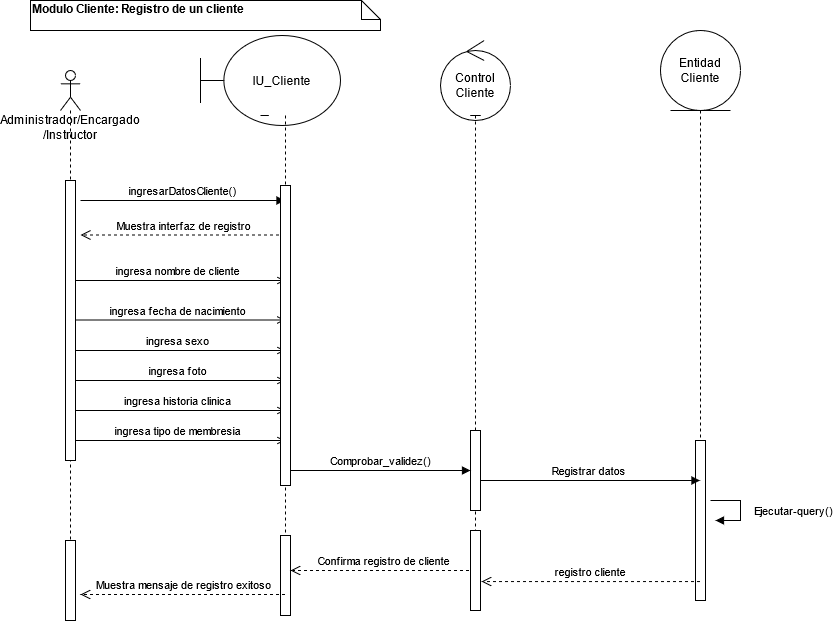 Modulo Cliente: Registro de un cliente
IU_Cliente
Control
Cliente
Entidad
Cliente
Administrador/Encargado
/Instructor
ingresarDatosCliente()
Muestra interfaz de registro
ingresa nombre de cliente
ingresa fecha de nacimiento
ingresa sexo
ingresa foto
ingresa historia clinica
ingresa tipo de membresia
Comprobar_validez()
Registrar datos
Ejecutar-query()
Confirma registro de cliente
registro cliente
Muestra mensaje de registro exitoso